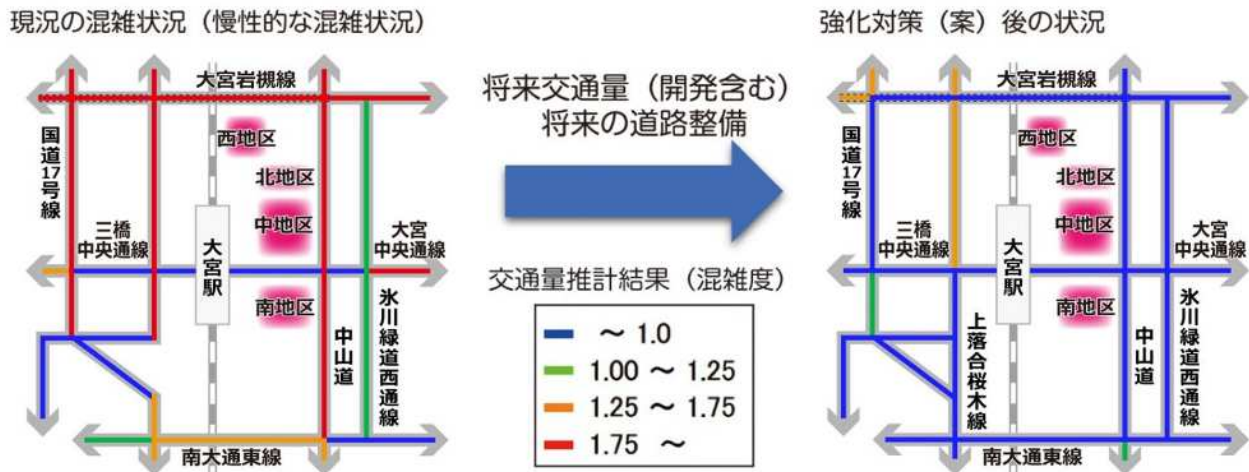 現況の混雑状況（慢性的な混雑状況）
大宮岩槻線
国道17号線
西地区
北地区
中地区
三橋
中央通線
大宮駅
大宮
中央通線
南地区
中山道
氷川緑道西通線
南大通東線
将来交通量（開発含む）
将来の道路整備
交通量推計結果（混雑度）
～ 1.0
1.00 ～ 1.25
1.25 ～ 1.75
1.75 ～
強化対策（案）後の状況
大宮岩槻線
国道17号線
西地区
北地区
中地区
三橋
中央通線
大宮駅
大宮
中央通線
南地区
上落合桜木線
中山道
氷川緑道西通線
南大通東線